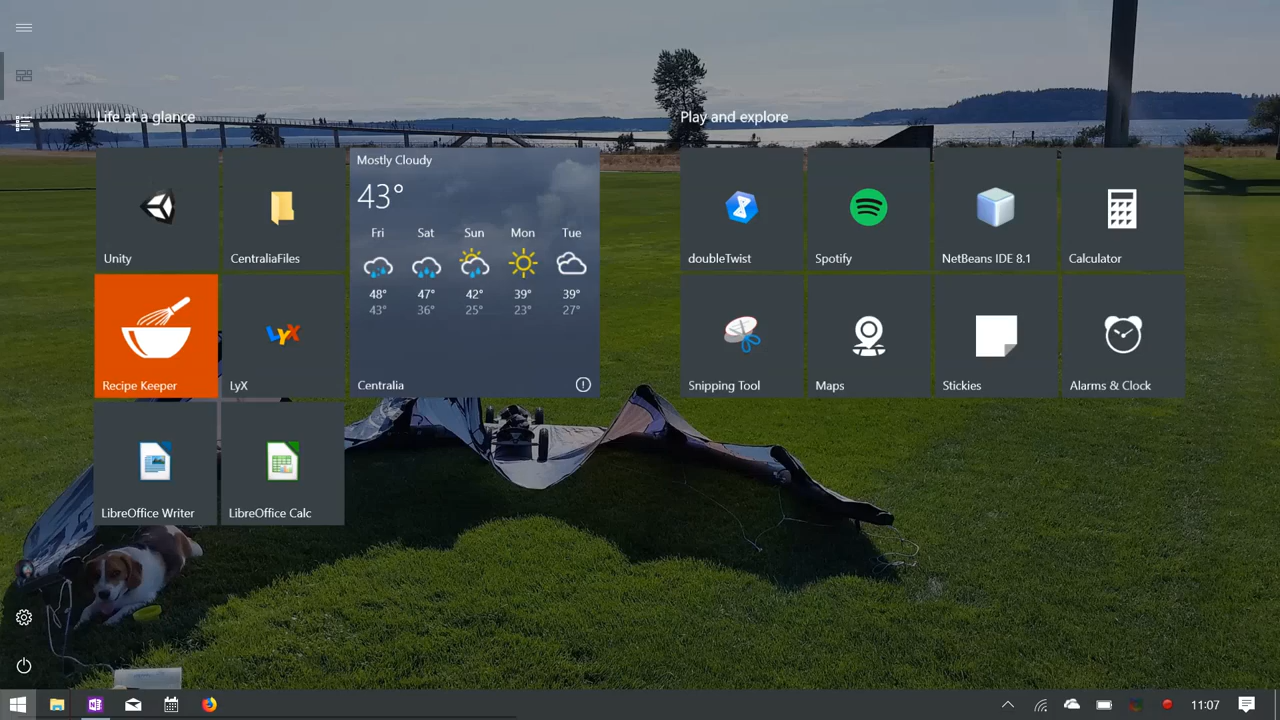 Life at a glance
Play and explore
Unity
CentraliaFiles
Mostly Cloudy
43°
Fri Sat Sun Mon Tue
48° 47° 42° 39° 39°
43° 36° 25° 23° 27°
Centralia
doubleTwist
Spotify
NetBeans IDE 8.1
Calculator
Recipe Keeper
LyX
LyX
Snipping Tool
Maps
Stickies
Alarms & Clock
LibreOffice Writer
LibreOffice Calc
N
11:07